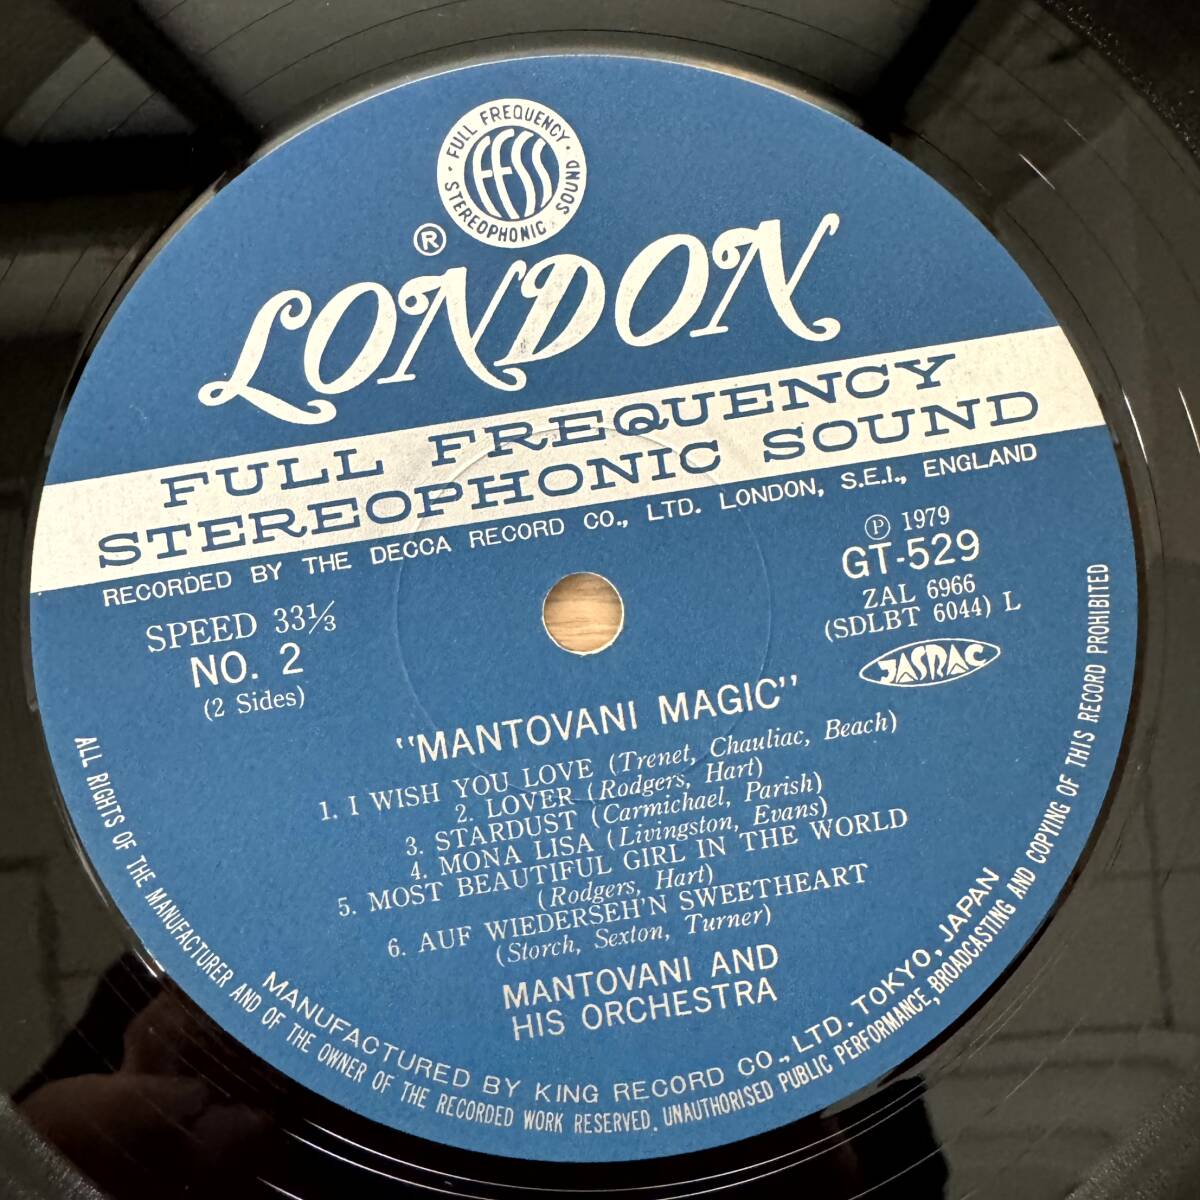 FULL FREQUENCY
STEREOPHONIC SOUND
FFSS
®
LONDON
FULL FREQUENCY
STEREOPHONIC SOUND
RECORDED BY THE DECCA RECORD CO., LTD. LONDON, S.E.I., ENGLAND
SPEED 33⅓
NO. 2
(2 Sides)
℗ 1979
GT-529
ZAL 6966
(SDLBT 6044) L
JASRAC
"MANTOVANI MAGIC"
1. I WISH YOU LOVE (Trenet, Chauliac, Beach)
2. LOVER (Rodgers, Hart)
3. STARDUST (Carmichael, Parish)
4. MONA LISA (Livingston, Evans)
5. MOST BEAUTIFUL GIRL IN THE WORLD
(Rodgers, Hart)
6. AUF WIEDERSEH'N SWEETHEART
(Storch, Sexton, Turner)
MANTOVANI AND
HIS ORCHESTRA
MANUFACTURED BY KING RECORD CO., LTD. TOKYO, JAPAN
ALL RIGHTS OF THE MANUFACTURER AND OF THE OWNER OF THE RECORDED WORK RESERVED. UNAUTHORISED PUBLIC PERFORMANCE, BROADCASTING AND COPYING OF THIS RECORD PROHIBITED